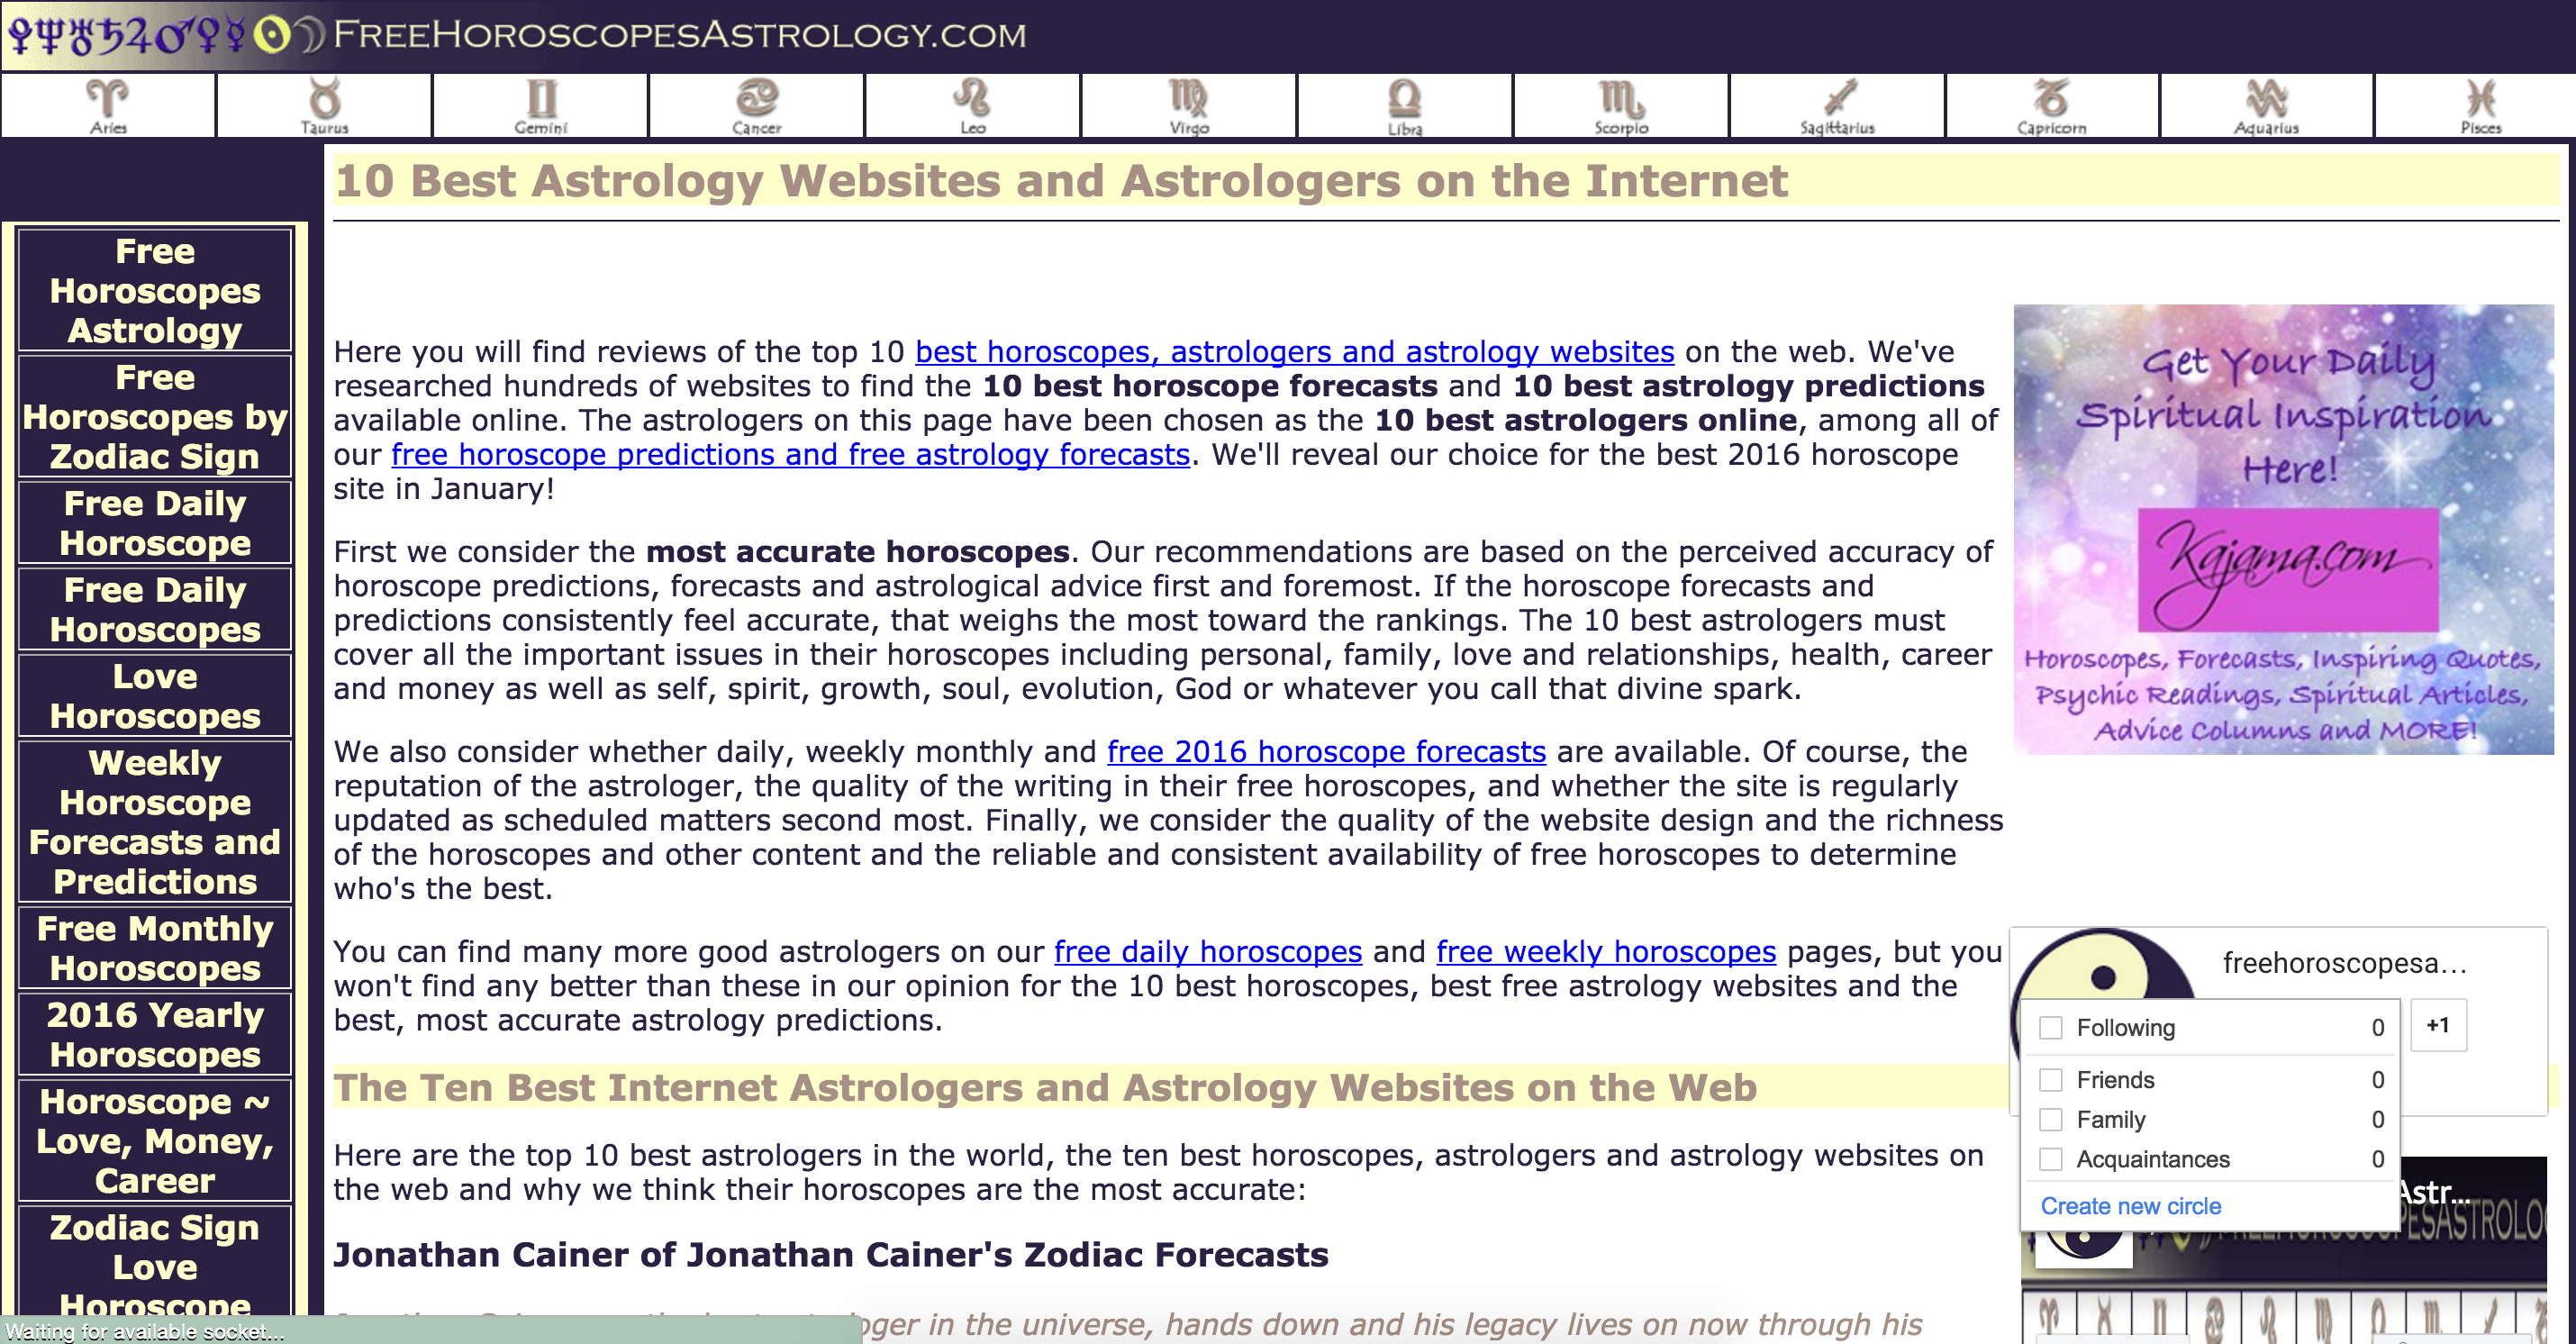 FREEHOROSCOPESASTROLOGY.COM
Aries
Taurus
Gemini
Cancer
Leo
Virgo
Libra
Scorpio
Sagittarius
Capricorn
Aquarius
Pisces
10 Best Astrology Websites and Astrologers on the Internet
Free
Horoscopes
Astrology
Free
Horoscopes by
Zodiac Sign
Free Daily
Horoscope
Free Daily
Horoscopes
Love
Horoscopes
Weekly
Horoscope
Forecasts and
Predictions
Free Monthly
Horoscopes
2016 Yearly
Horoscopes
Horoscope ~
Love, Money,
Career
Zodiac Sign
Love
Horoscope
Here you will find reviews of the top 10 best horoscopes, astrologers and astrology websites on the web. We've
researched hundreds of websites to find the 10 best horoscope forecasts and 10 best astrology predictions
available online. The astrologers on this page have been chosen as the 10 best astrologers online, among all of
our free horoscope predictions and free astrology forecasts. We'll reveal our choice for the best 2016 horoscope
site in January!
First we consider the most accurate horoscopes. Our recommendations are based on the perceived accuracy of
horoscope predictions, forecasts and astrological advice first and foremost. If the horoscope forecasts and
predictions consistently feel accurate, that weighs the most toward the rankings. The 10 best astrologers must
cover all the important issues in their horoscopes including personal, family, love and relationships, health, career
and money as well as self, spirit, growth, soul, evolution, God or whatever you call that divine spark.
We also consider whether daily, weekly monthly and free 2016 horoscope forecasts are available. Of course, the
reputation of the astrologer, the quality of the writing in their free horoscopes, and whether the site is regularly
updated as scheduled matters second most. Finally, we consider the quality of the website design and the richness
of the horoscopes and other content and the reliable and consistent availability of free horoscopes to determine
who's the best.
You can find many more good astrologers on our free daily horoscopes and free weekly horoscopes pages, but you
won't find any better than these in our opinion for the 10 best horoscopes, best free astrology websites and the
best, most accurate astrology predictions.
The Ten Best Internet Astrologers and Astrology Websites on the Web
Here are the top 10 best astrologers in the world, the ten best horoscopes, astrologers and astrology websites on
the web and why we think their horoscopes are the most accurate:
Jonathan Cainer of Jonathan Cainer's Zodiac Forecasts
in the universe, hands down and his legacy lives on now through his
Get Your Daily
Spiritual Inspiration
Here!
Kajama.com
Horoscopes, Forecasts, Inspiring Quotes,
Psychic Readings, Spiritual Articles,
Advice Columns and MORE!
freehoroscopesa...
+1
Following 0
Friends 0
Family 0
Acquaintances 0
Create new circle
Astr...
Waiting for available socket...